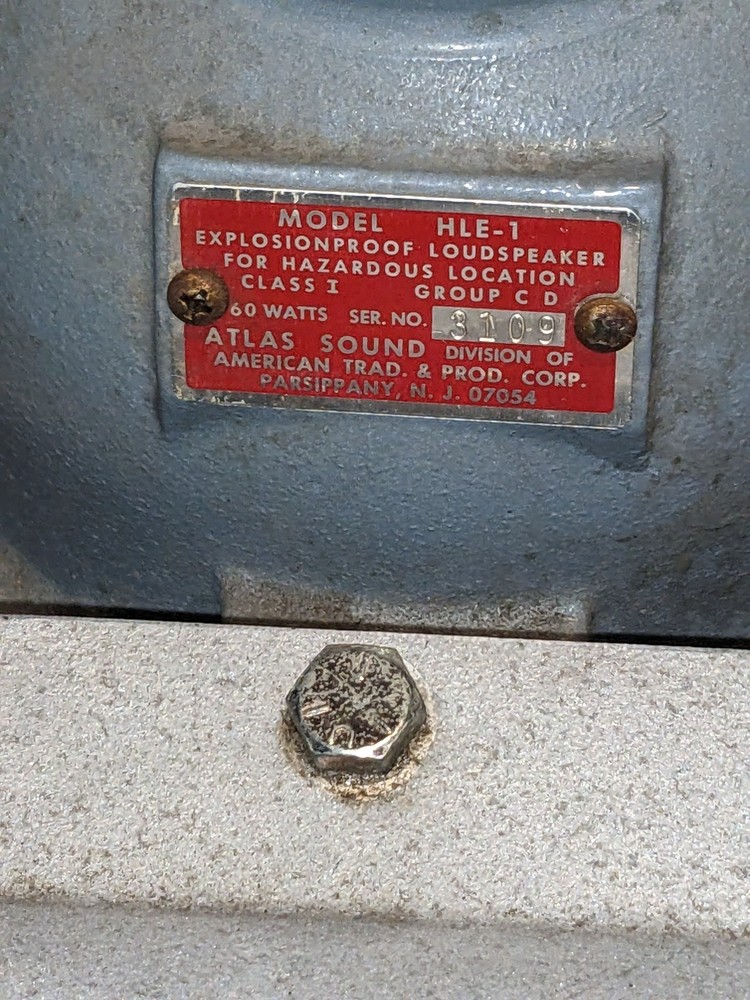 MODEL HLE-1
EXPLOSIONPROOF LOUDSPEAKER
FOR HAZARDOUS LOCATION
CLASS I GROUP C D
60 WATTS SER. NO. 3109
ATLAS SOUND DIVISION OF
AMERICAN TRAD. & PROD. CORP.
PARSIPPANY, N. J. 07054